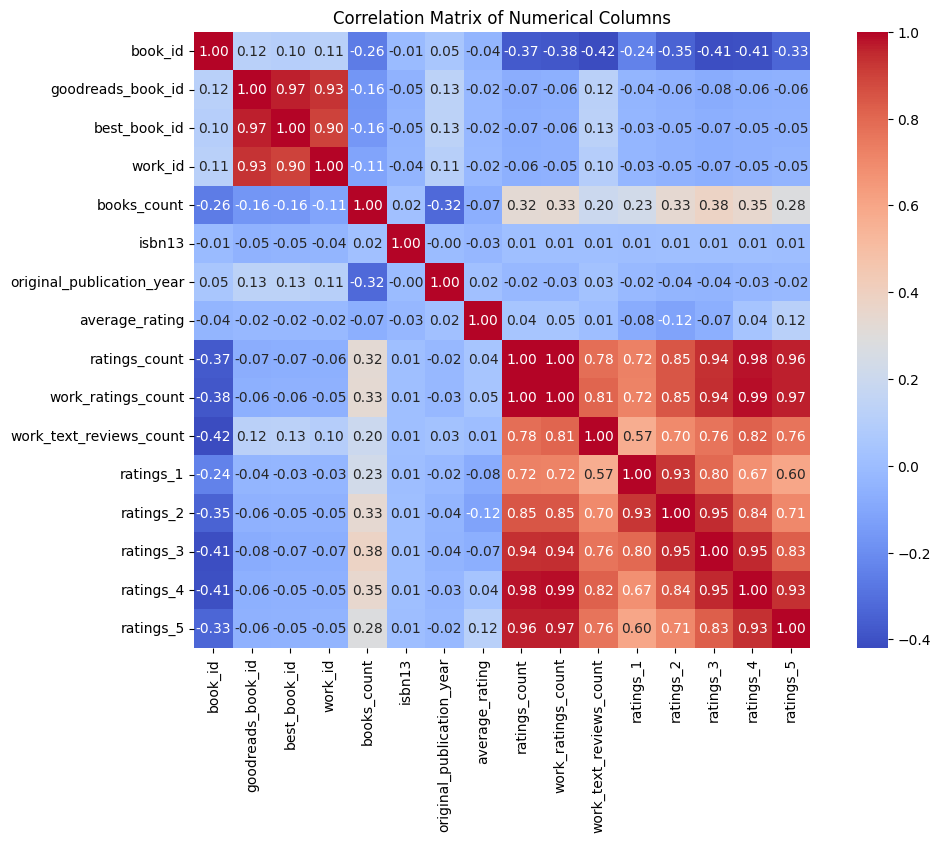 Correlation Matrix of Numerical Columns
book_id 1.00 0.12 0.10 0.11 -0.26 -0.01 0.05 -0.04 -0.37 -0.38 -0.42 -0.24 -0.35 -0.41 -0.41 -0.33
goodreads_book_id 0.12 1.00 0.97 0.93 -0.16 -0.05 0.13 -0.02 -0.07 -0.06 0.12 -0.04 -0.06 -0.08 -0.06 -0.06
best_book_id 0.10 0.97 1.00 0.90 -0.16 -0.05 0.13 -0.02 -0.07 -0.06 0.13 -0.03 -0.05 -0.07 -0.05 -0.05
work_id 0.11 0.93 0.90 1.00 -0.11 -0.04 0.11 -0.02 -0.06 -0.05 0.10 -0.03 -0.05 -0.07 -0.05 -0.05
books_count -0.26 -0.16 -0.16 -0.11 1.00 0.02 -0.32 -0.07 0.32 0.33 0.20 0.23 0.33 0.38 0.35 0.28
isbn13 -0.01 -0.05 -0.05 -0.04 0.02 1.00 -0.00 -0.03 0.01 0.01 0.01 0.01 0.01 0.01 0.01 0.01
original_publication_year 0.05 0.13 0.13 0.11 -0.32 -0.00 1.00 0.02 -0.02 -0.03 0.03 -0.02 -0.04 -0.04 -0.03 -0.02
average_rating -0.04 -0.02 -0.02 -0.02 -0.07 -0.03 0.02 1.00 0.04 0.05 0.01 -0.08 -0.12 -0.07 0.04 0.12
ratings_count -0.37 -0.07 -0.07 -0.06 0.32 0.01 -0.02 0.04 1.00 1.00 0.78 0.72 0.85 0.94 0.98 0.96
work_ratings_count -0.38 -0.06 -0.06 -0.05 0.33 0.01 -0.03 0.05 1.00 1.00 0.81 0.72 0.85 0.94 0.99 0.97
work_text_reviews_count -0.42 0.12 0.13 0.10 0.20 0.01 0.03 0.01 0.78 0.81 1.00 0.57 0.70 0.76 0.82 0.76
ratings_1 -0.24 -0.04 -0.03 -0.03 0.23 0.01 -0.02 -0.08 0.72 0.72 0.57 1.00 0.93 0.80 0.67 0.60
ratings_2 -0.35 -0.06 -0.05 -0.05 0.33 0.01 -0.04 -0.12 0.85 0.85 0.70 0.93 1.00 0.95 0.84 0.71
ratings_3 -0.41 -0.08 -0.07 -0.07 0.38 0.01 -0.04 -0.07 0.94 0.94 0.76 0.80 0.95 1.00 0.95 0.83
ratings_4 -0.41 -0.06 -0.05 -0.05 0.35 0.01 -0.03 0.04 0.98 0.99 0.82 0.67 0.84 0.95 1.00 0.93
ratings_5 -0.33 -0.06 -0.05 -0.05 0.28 0.01 -0.02 0.12 0.96 0.97 0.76 0.60 0.71 0.83 0.93 1.00
book_id
goodreads_book_id
best_book_id
work_id
books_count
isbn13
original_publication_year
average_rating
ratings_count
work_ratings_count
work_text_reviews_count
ratings_1
ratings_2
ratings_3
ratings_4
ratings_5
1.0
0.8
0.6
0.4
0.2
0.0
−0.2
−0.4